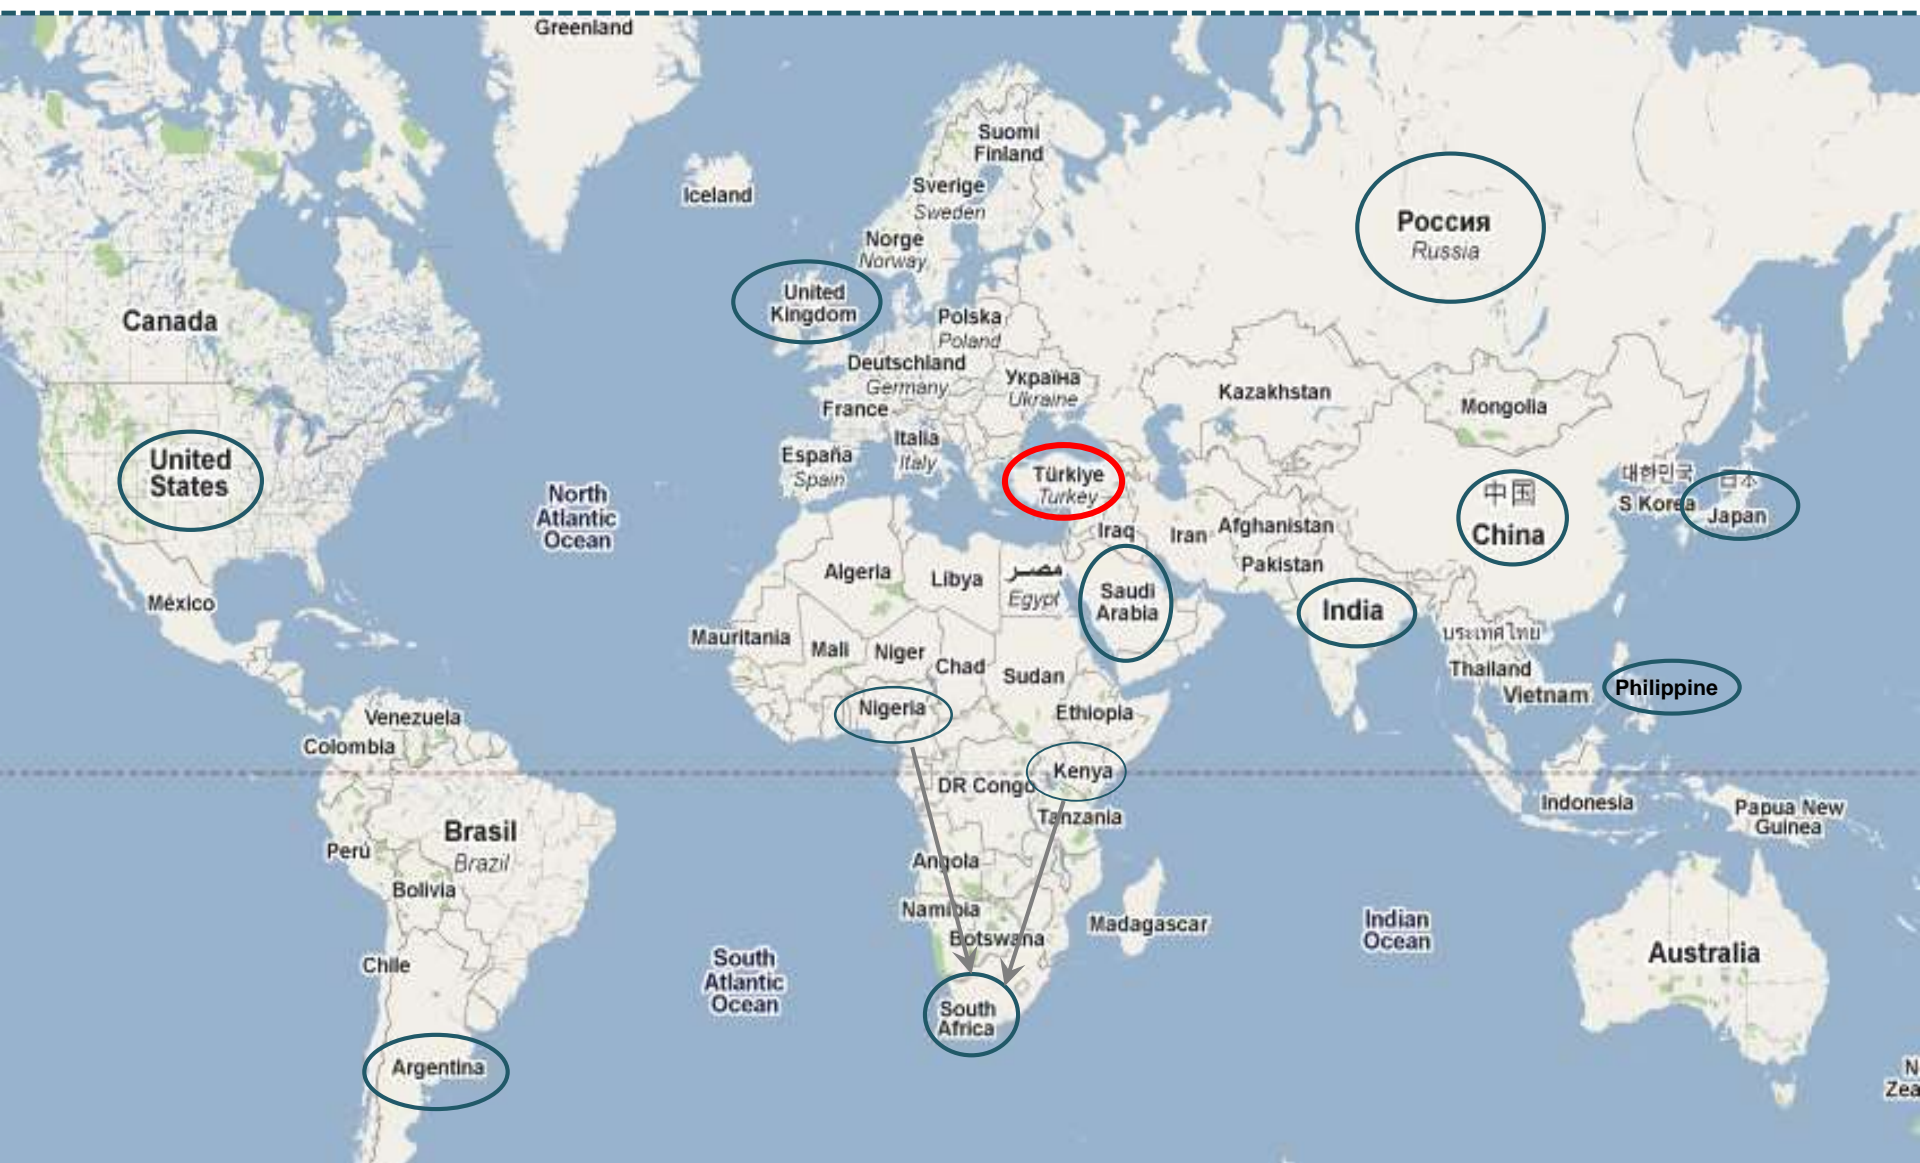 Greenland
Suomi
Finland
Iceland
Sverige
Sweden
Россия
Russia
Norge
Norway
United
Kingdom
Canada
Polska
Poland
Deutschland
Germany
Україна
Ukraine
Kazakhstan
Mongolia
France
Italia
Italy
España
Spain
United
States
Türkiye
Turkey
대한민국
S Korea
日本
Japan
中国
China
North
Atlantic
Ocean
Iraq
Iran
Afghanistan
Pakistan
Algeria
Libya
مصر
Egypt
Saudi
Arabia
India
México
Mauritania
Mali
Niger
Chad
Sudan
ประเทศไทย
Thailand
Vietnam
Philippine
Nigeria
Ethiopia
Venezuela
Colombia
DR Congo
Kenya
Tanzania
Indonesia
Papua New
Guinea
Brasil
Brazil
Perú
Bolivia
Angola
Namibia
Botswana
Madagascar
Indian
Ocean
Australia
Chile
South
Atlantic
Ocean
South
Africa
Argentina
N
Zea